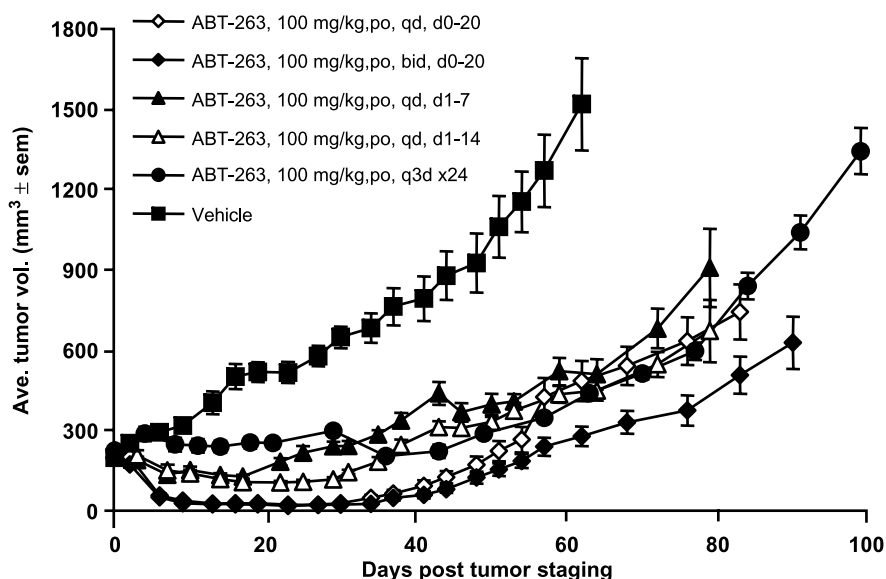 ABT-263, 100 mg/kg,po, qd, d0-20
ABT-263, 100 mg/kg,po, bid, d0-20
ABT-263, 100 mg/kg,po, qd, d1-7
ABT-263, 100 mg/kg,po, qd, d1-14
ABT-263, 100 mg/kg,po, q3d x24
Vehicle
Ave. tumor vol. (mm³ ± sem)
1800
1500
1200
900
600
300
0
0 20 40 60 80 100
Days post tumor staging